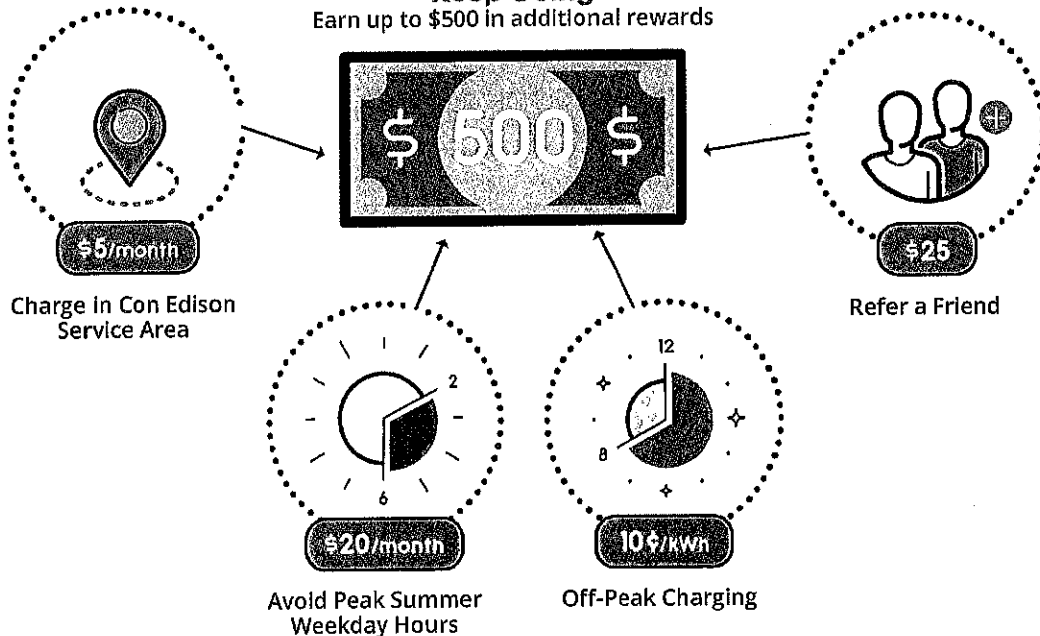 Earn up to $500 in additional rewards
$ 500 $
$5/month
Charge in Con Edison
Service Area
$25
Refer a Friend
2
6
$20/month
Avoid Peak Summer
Weekday Hours
12
8
10¢/kWh
Off-Peak Charging